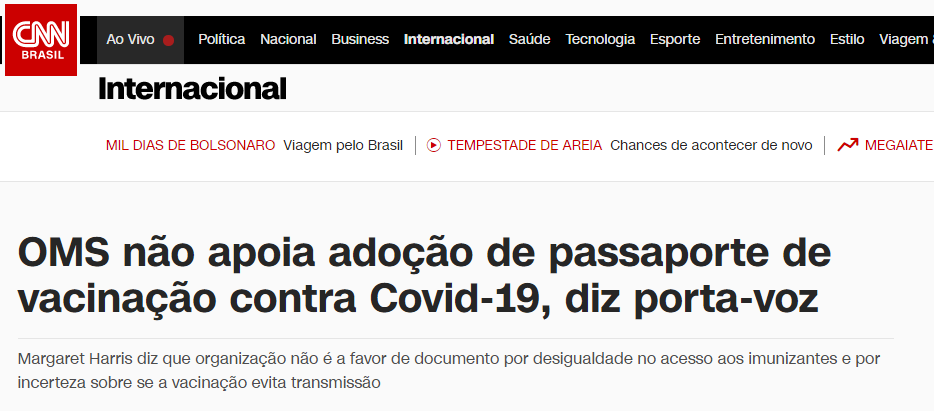 CNN
BRASIL
Ao Vivo Política Nacional Business Internacional Saúde Tecnologia Esporte Entretenimento Estilo Viagem &
Internacional
MIL DIAS DE BOLSONARO Viagem pelo Brasil TEMPESTADE DE AREIA Chances de acontecer de novo MEGAIATE
OMS não apoia adoção de passaporte de
vacinação contra Covid-19, diz porta-voz
Margaret Harris diz que organização não é a favor de documento por desigualdade no acesso aos imunizantes e por
incerteza sobre se a vacinação evita transmissão